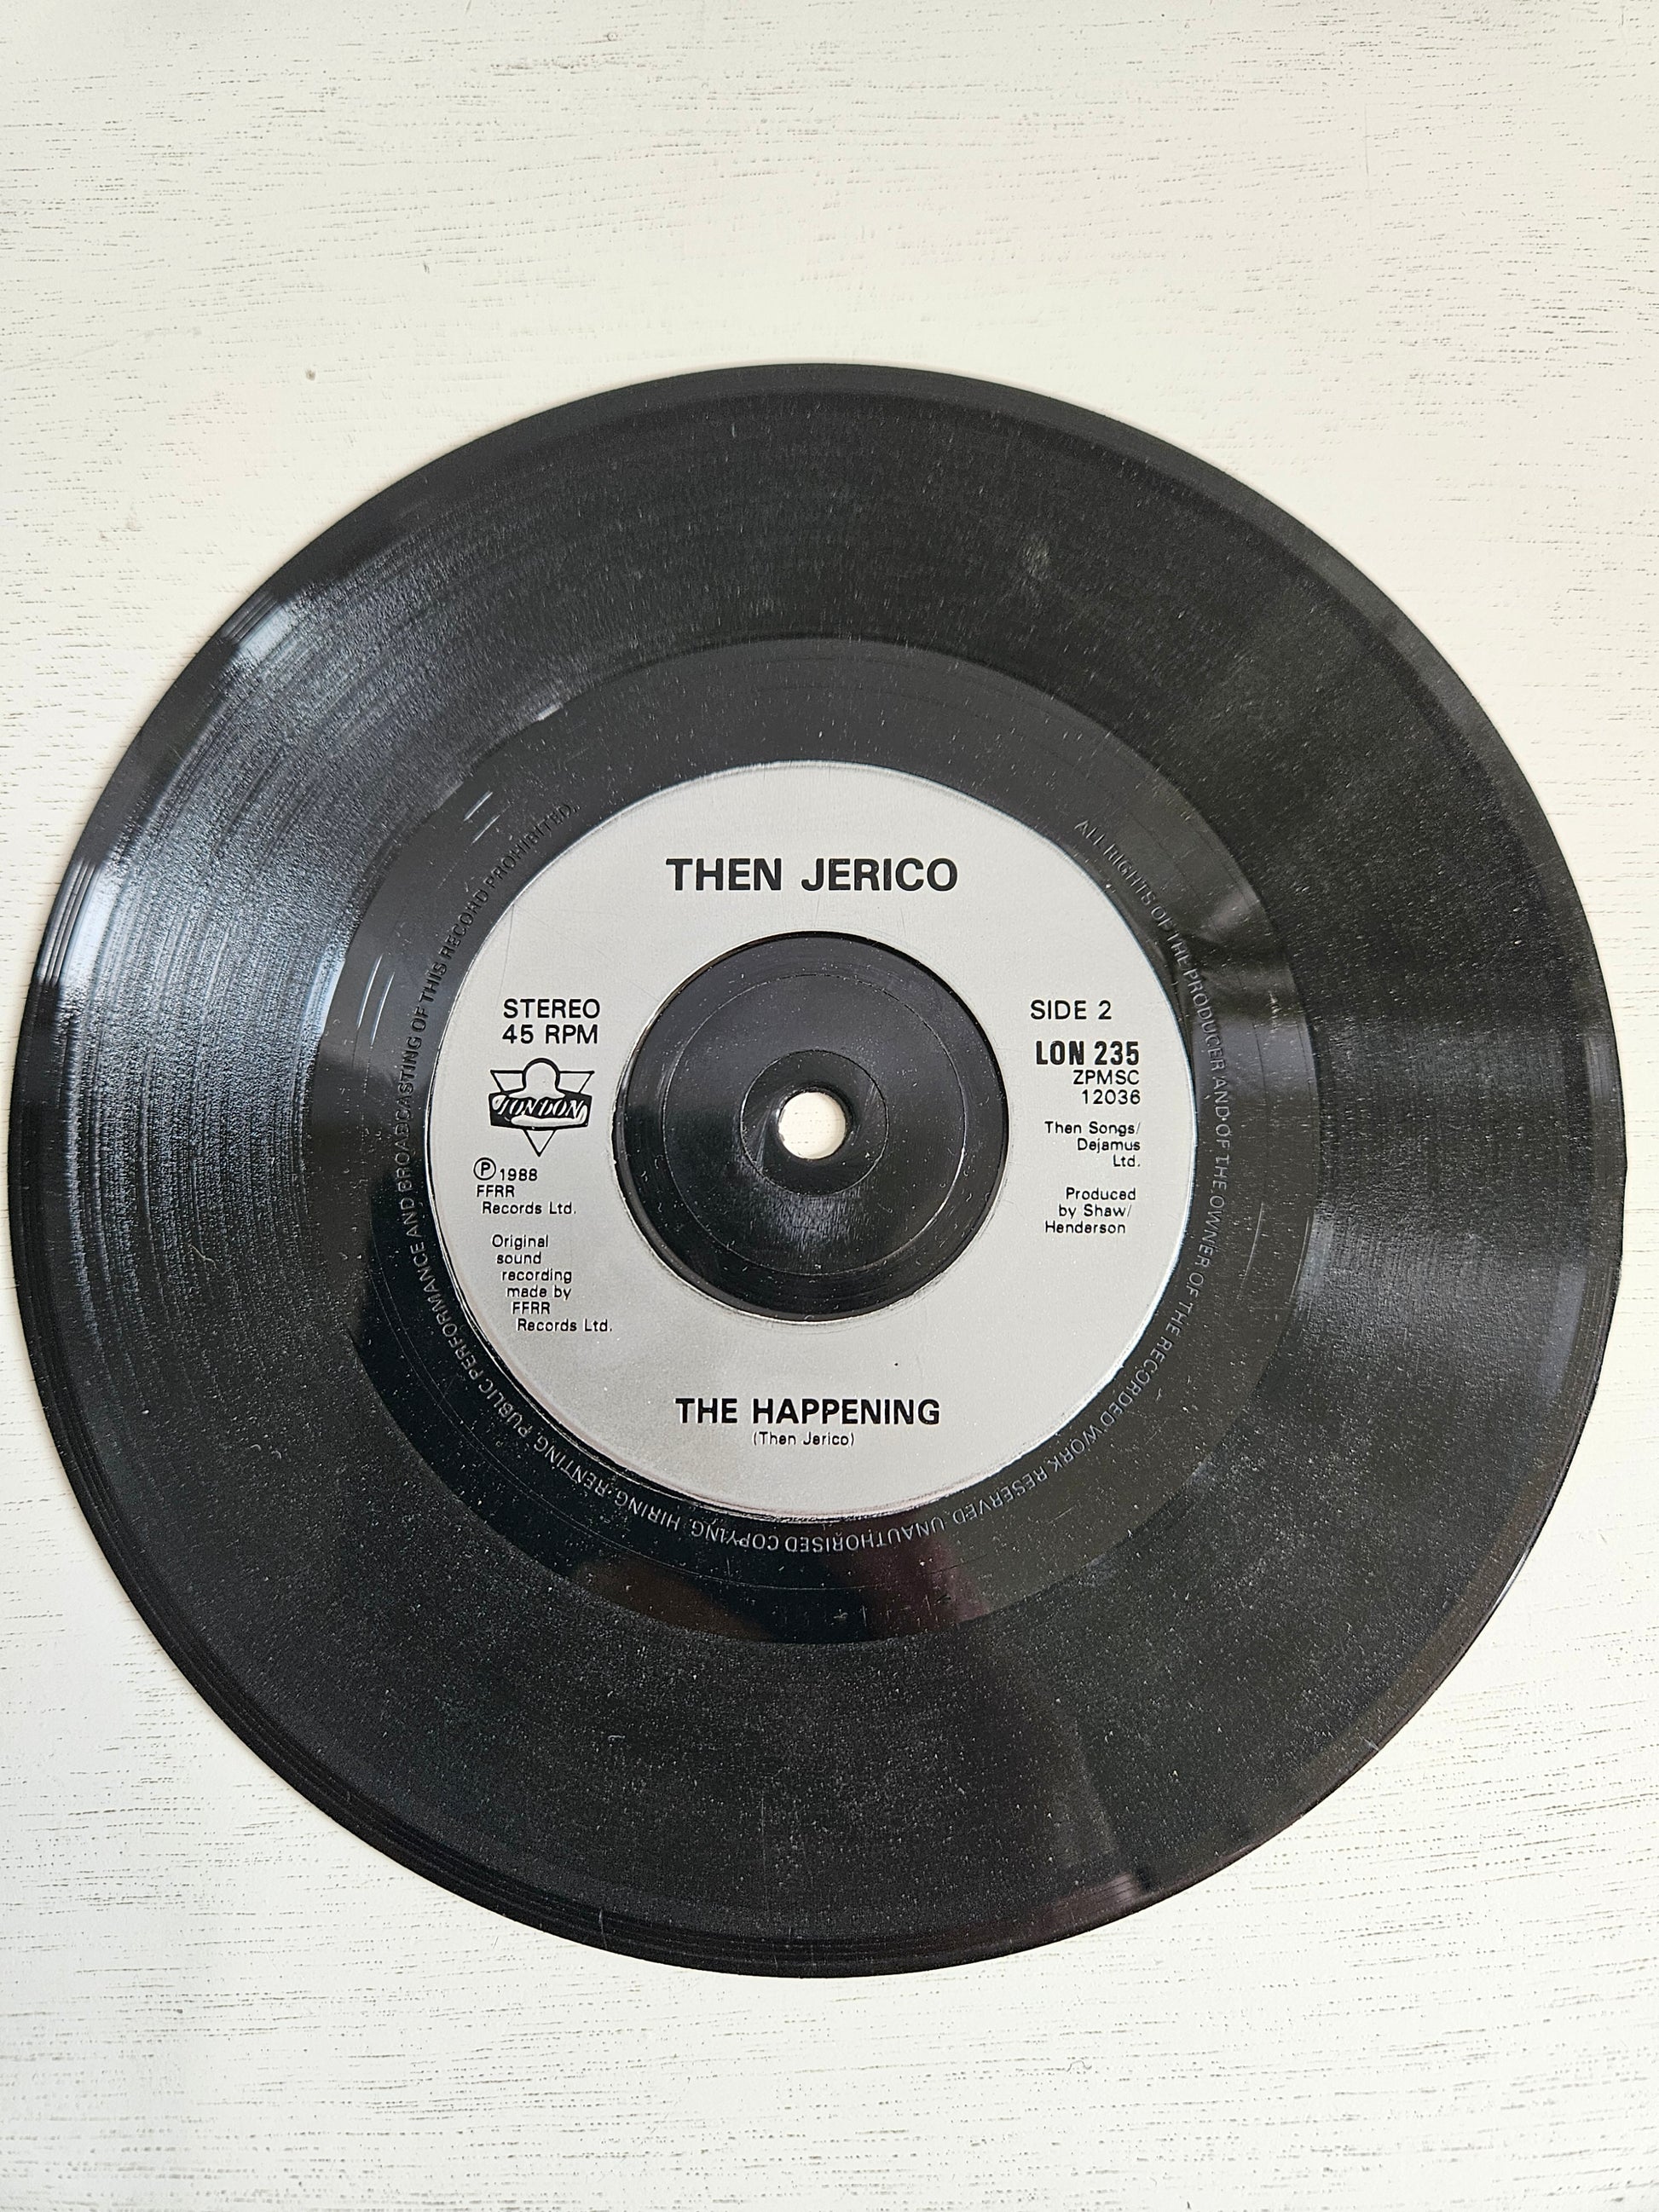 THEN JERICO
STEREO
45 RPM
LONDON
Ⓟ1988
FFRR
Records Ltd.
Original
sound
recording
made by
FFRR
Records Ltd.
SIDE 2
LON 235
ZPMSC
12036
Then Songs/
Dejamus
Ltd.
Produced
by Shaw/
Henderson
THE HAPPENING
(Then Jerico)
ALL RIGHTS OF THE PRODUCER AND OF THE OWNER OF THE RECORDED WORK RESERVED. UNAUTHORISED COPYING, HIRING, RENTING, PUBLIC PERFORMANCE AND BROADCASTING OF THIS RECORD PROHIBITED.